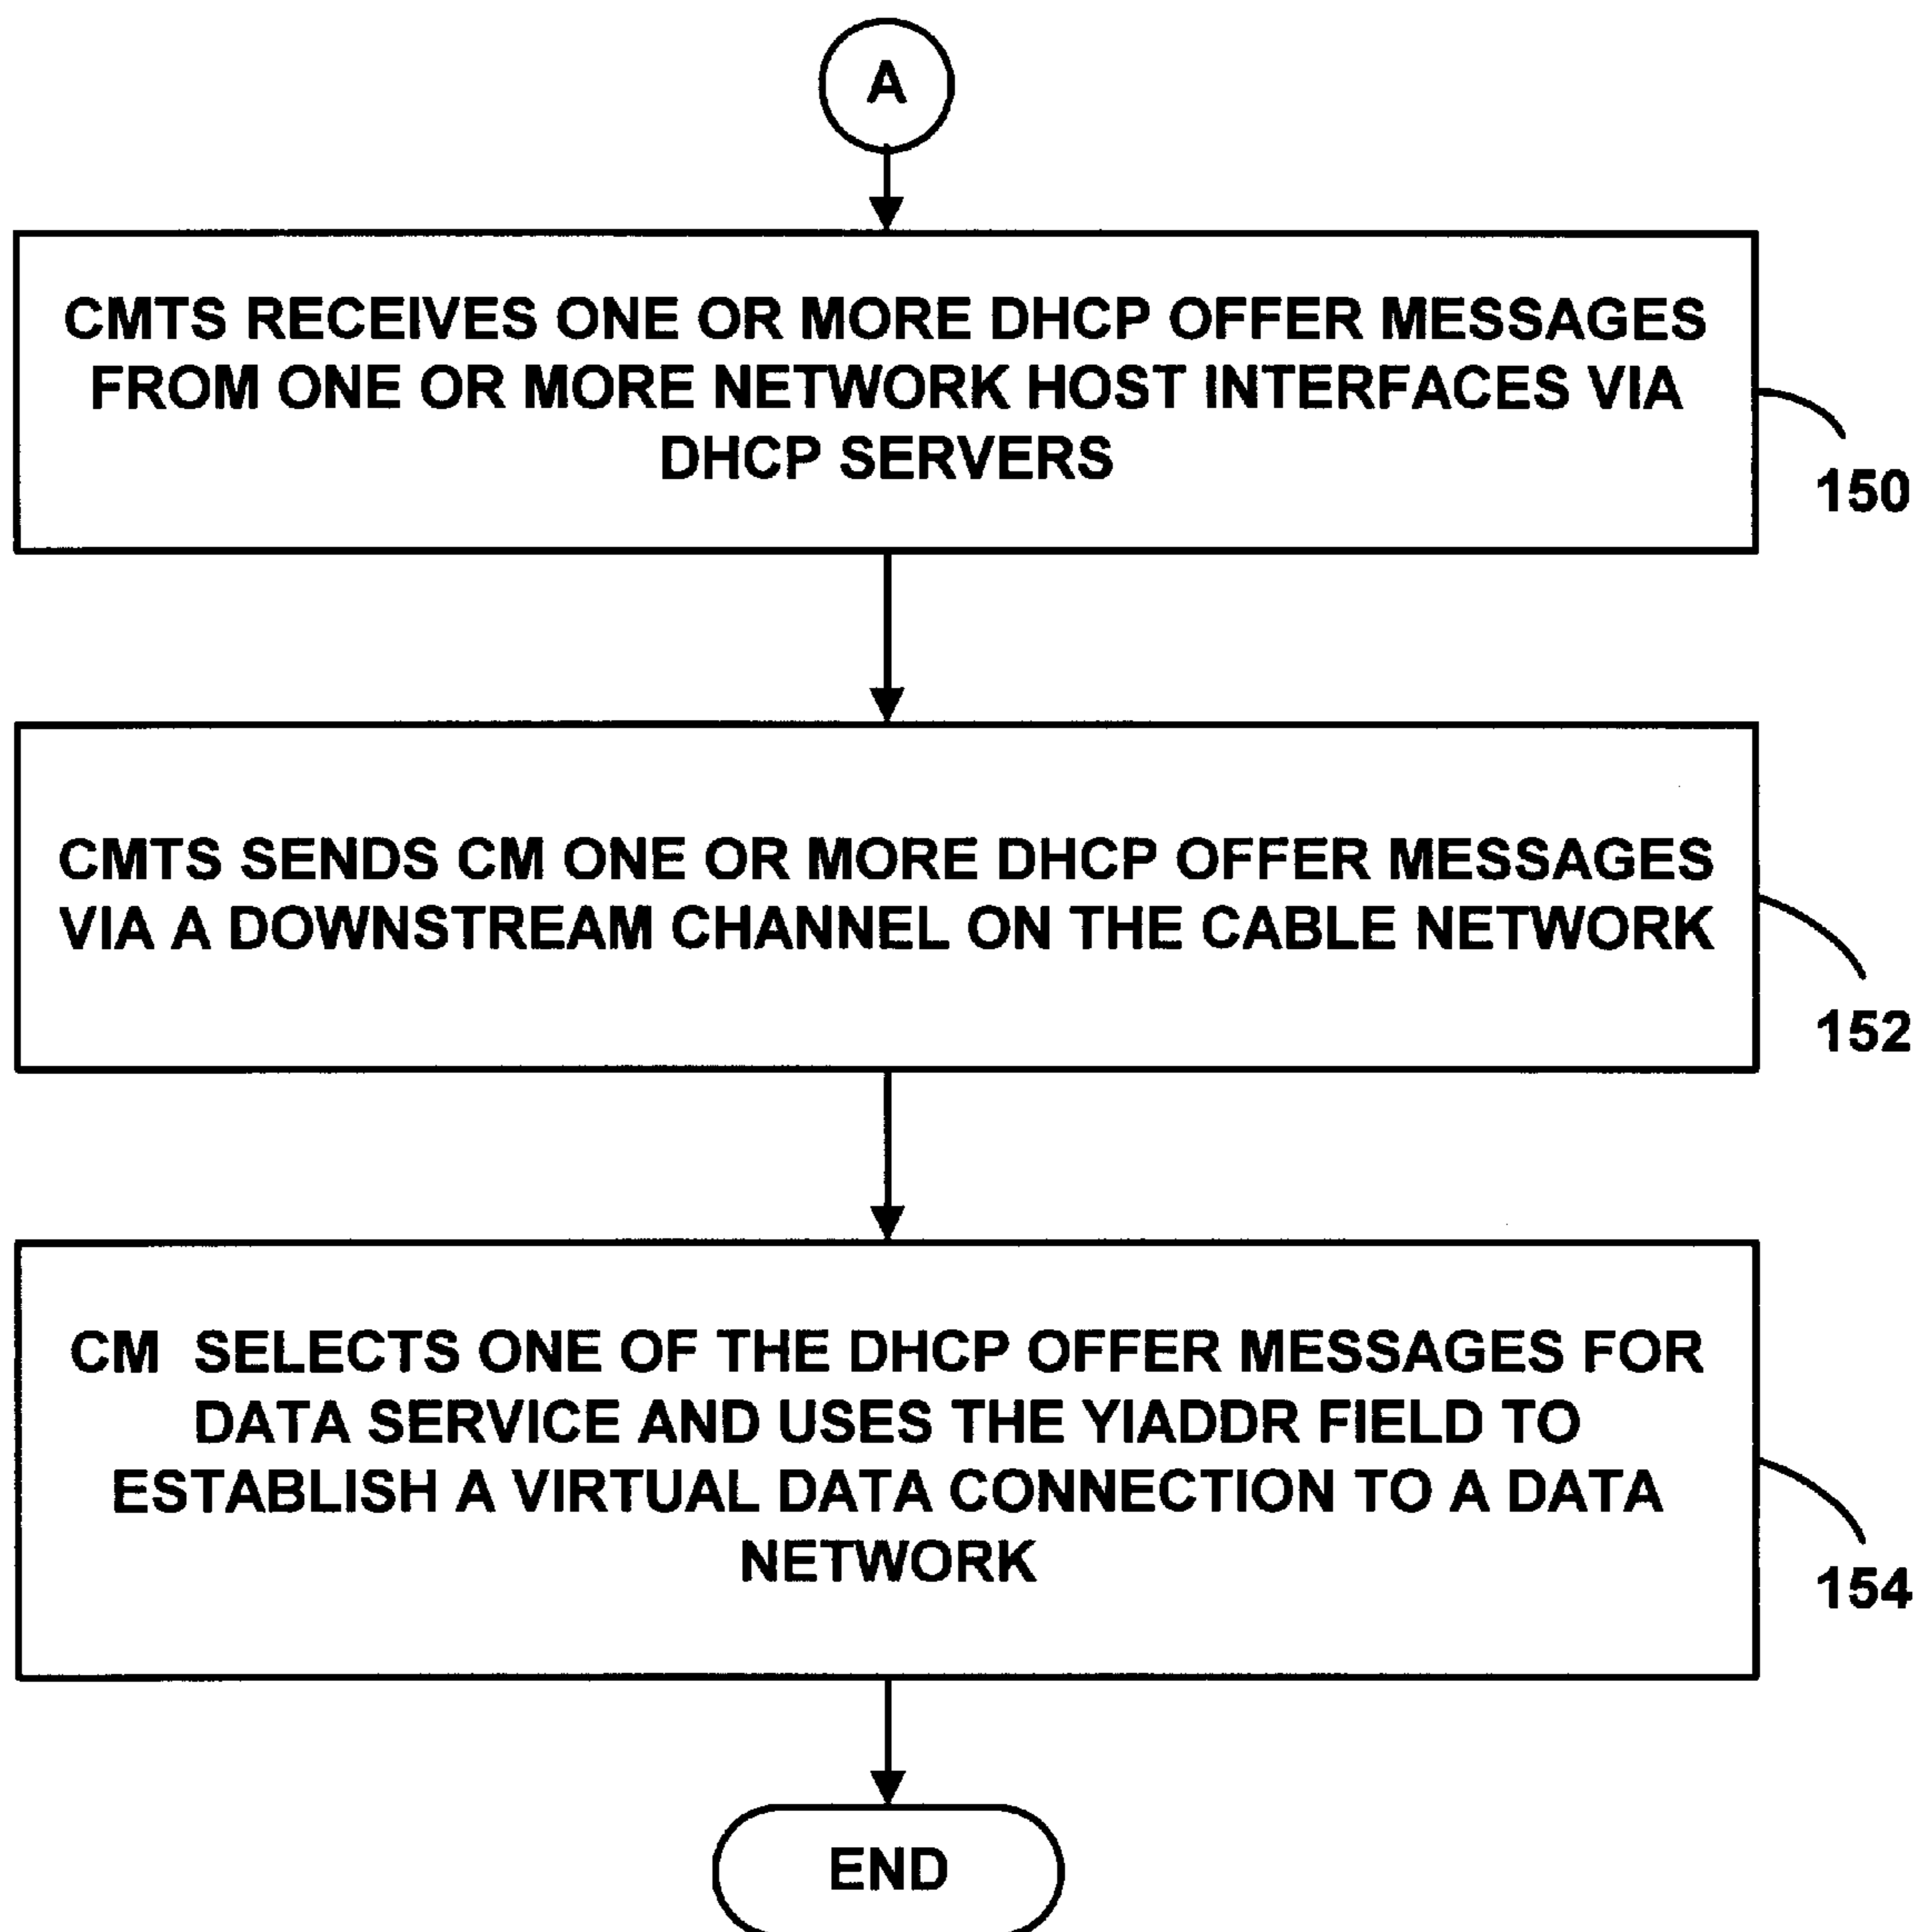 A
CMTS RECEIVES ONE OR MORE DHCP OFFER MESSAGES
FROM ONE OR MORE NETWORK HOST INTERFACES VIA
DHCP SERVERS
150
CMTS SENDS CM ONE OR MORE DHCP OFFER MESSAGES
VIA A DOWNSTREAM CHANNEL ON THE CABLE NETWORK
152
CM SELECTS ONE OF THE DHCP OFFER MESSAGES FOR
DATA SERVICE AND USES THE YIADDR FIELD TO
ESTABLISH A VIRTUAL DATA CONNECTION TO A DATA
NETWORK
154
END